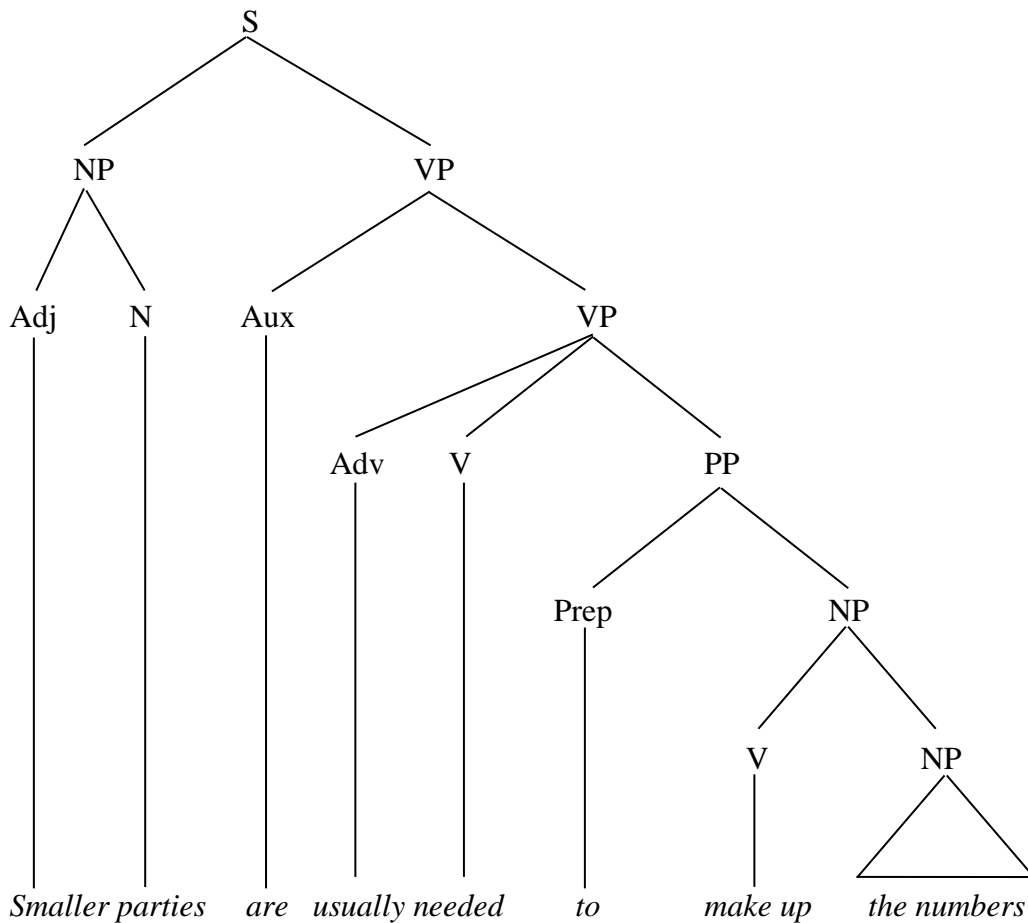 S
NP VP
Adj N Aux VP
Adv V PP
Prep NP
V NP
Smaller parties are usually needed to make up the numbers